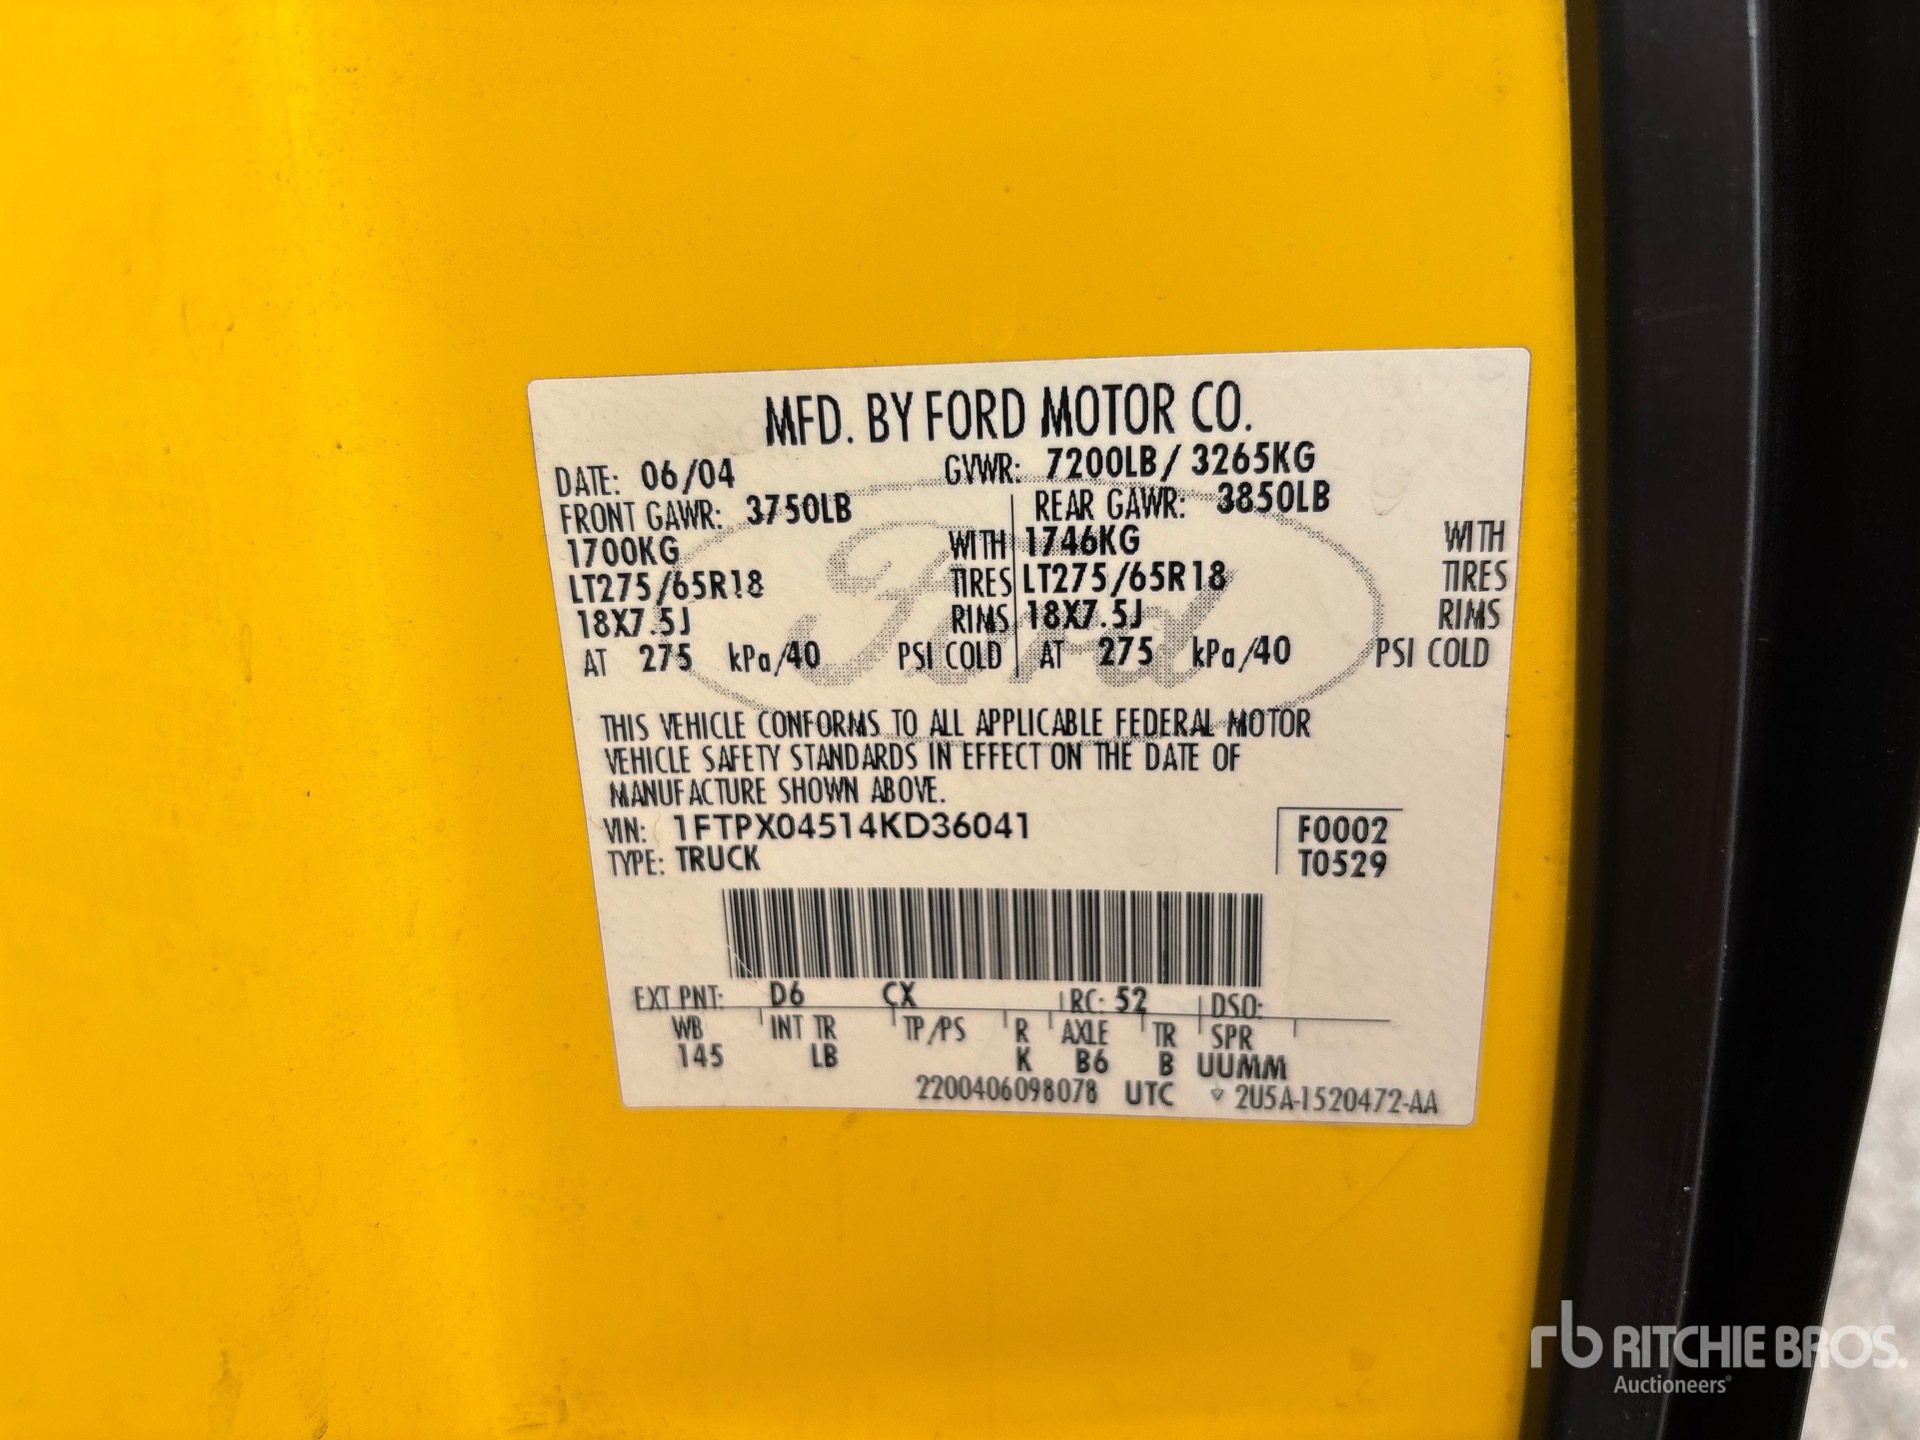 MFD. BY FORD MOTOR CO.
DATE: 06/04 GVWR: 7200LB/ 3265KG
FRONT GAWR: 3750LB REAR GAWR: 3850LB
1700KG WITH 1746KG WITH
LT275/65R18 TIRES LT275/65R18 TIRES
18X7.5J RIMS 18X7.5J RIMS
AT 275 kPa/40 PSI COLD AT 275 kPa/40 PSI COLD
Ford
THIS VEHICLE CONFORMS TO ALL APPLICABLE FEDERAL MOTOR
VEHICLE SAFETY STANDARDS IN EFFECT ON THE DATE OF
MANUFACTURE SHOWN ABOVE.
VIN: 1FTPX04514KD36041 F0002
TYPE: TRUCK T0529
EXT PNT: D6 CX RC: 52 DSO:
WB INT TR TP/PS R AXLE TR SPR
145 LB K B6 B UUMM
2200406098078 UTC ▽ 2U5A-1520472-AA
rb RITCHIE BROS.
Auctioneers®